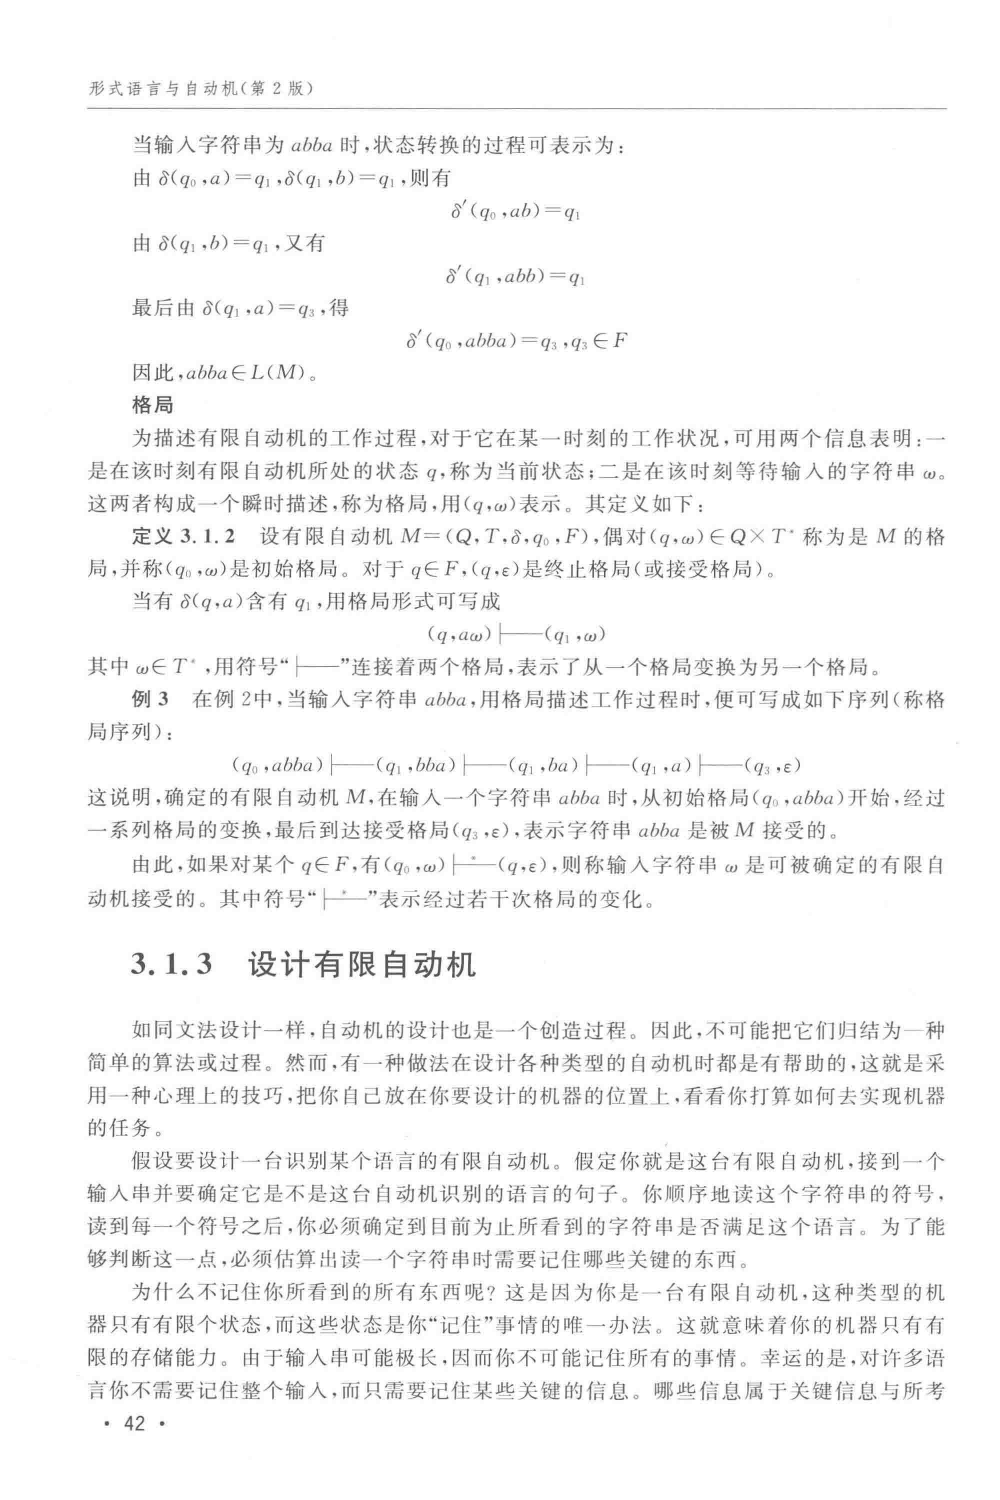 形式语言与自动机(第 2 版)
当输入字符串为 abba 时,状态转换的过程可表示为:
由 δ(q₀,a)=q₁,δ(q₁,b)=q₁,则有
δ′(q₀,ab)=q₁
由 δ(q₁,b)=q₁,又有
δ′(q₁,abb)=q₁
最后由 δ(q₁,a)=q₃,得
δ′(q₀,abba)=q₃,q₃∈F
因此,abba∈L(M)。
格局
为描述有限自动机的工作过程,对于它在某一时刻的工作状况,可用两个信息表明:一
是在该时刻有限自动机所处的状态 q,称为当前状态;二是在该时刻等待输入的字符串 ω。
这两者构成一个瞬时描述,称为格局,用(q,ω)表示。其定义如下:
定义 3.1.2 设有限自动机 M=(Q,T,δ,q₀,F),偶对(q,ω)∈Q×T* 称为是 M 的格
局,并称(q₀,ω)是初始格局。对于 q∈F,(q,ε)是终止格局(或接受格局)。
当有 δ(q,a)含有 q₁,用格局形式可写成
(q,aω)├──(q₁,ω)
其中 ω∈T*,用符号“├──”连接着两个格局,表示了从一个格局变换为另一个格局。
例 3 在例 2中,当输入字符串 abba,用格局描述工作过程时,便可写成如下序列(称格
局序列):
(q₀,abba)├──(q₁,bba)├──(q₁,ba)├──(q₁,a)├──(q₃,ε)
这说明,确定的有限自动机 M,在输入一个字符串 abba 时,从初始格局(q₀,abba)开始,经过
一系列格局的变换,最后到达接受格局(q₃,ε),表示字符串 abba 是被 M 接受的。
由此,如果对某个 q∈F,有(q₀,ω)├─*─(q,ε),则称输入字符串 ω 是可被确定的有限自
动机接受的。其中符号“├─*─”表示经过若干次格局的变化。
3.1.3 设计有限自动机
如同文法设计一样,自动机的设计也是一个创造过程。因此,不可能把它们归结为一种
简单的算法或过程。然而,有一种做法在设计各种类型的自动机时都是有帮助的,这就是采
用一种心理上的技巧,把你自己放在你要设计的机器的位置上,看看你打算如何去实现机器
的任务。
假设要设计一台识别某个语言的有限自动机。假定你就是这台有限自动机,接到一个
输入串并要确定它是不是这台自动机识别的语言的句子。你顺序地读这个字符串的符号,
读到每一个符号之后,你必须确定到目前为止所看到的字符串是否满足这个语言。为了能
够判断这一点,必须估算出读一个字符串时需要记住哪些关键的东西。
为什么不记住你所看到的所有东西呢? 这是因为你是一台有限自动机,这种类型的机
器只有有限个状态,而这些状态是你“记住”事情的唯一办法。这就意味着你的机器只有有
限的存储能力。由于输入串可能极长,因而你不可能记住所有的事情。幸运的是,对许多语
言你不需要记住整个输入,而只需要记住某些关键的信息。哪些信息属于关键信息与所考
· 42 ·